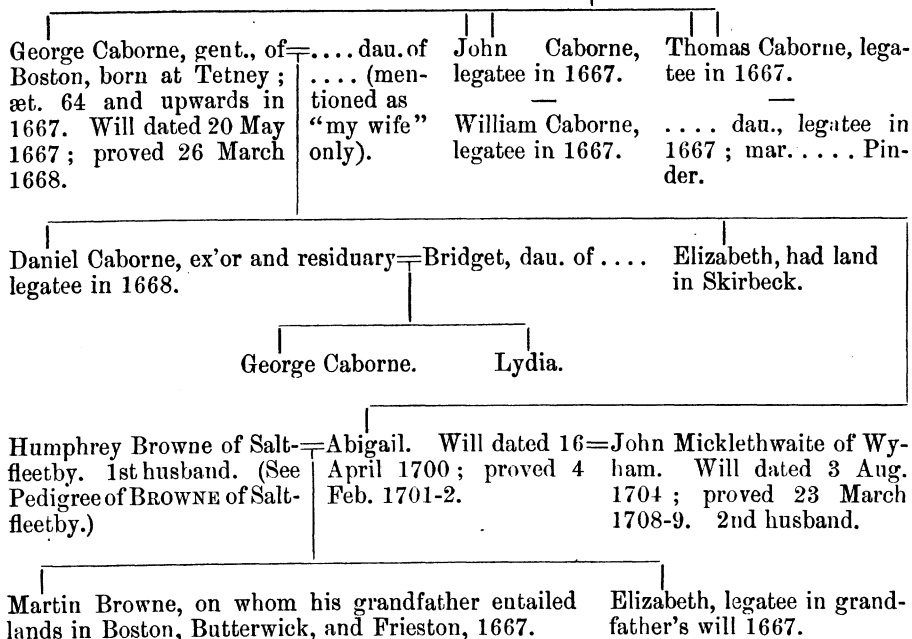 George Caborne, gent., of
Boston, born at Tetney ;
æt. 64 and upwards in
1667. Will dated 20 May
1667 ; proved 26 March
1668.
. . . . dau. of
. . . . (men-
tioned as
“my wife”
only).
John Caborne,
legatee in 1667.
—
William Caborne,
legatee in 1667.
Thomas Caborne, lega-
tee in 1667.
—
. . . . dau., legatee in
1667 ; mar. . . . . Pin-
der.
Daniel Caborne, ex'or and residuary
legatee in 1668.
Bridget, dau. of . . . .
Elizabeth, had land
in Skirbeck.
George Caborne.
Lydia.
Humphrey Browne of Salt-
fleetby. 1st husband. (See
Pedigree of BROWNE of Salt-
fleetby.)
Abigail. Will dated 16
April 1700 ; proved 4
Feb. 1701-2.
John Micklethwaite of Wy-
ham. Will dated 3 Aug.
1704 ; proved 23 March
1708-9. 2nd husband.
Martin Browne, on whom his grandfather entailed
lands in Boston, Butterwick, and Frieston, 1667.
Elizabeth, legatee in grand-
father's will 1667.